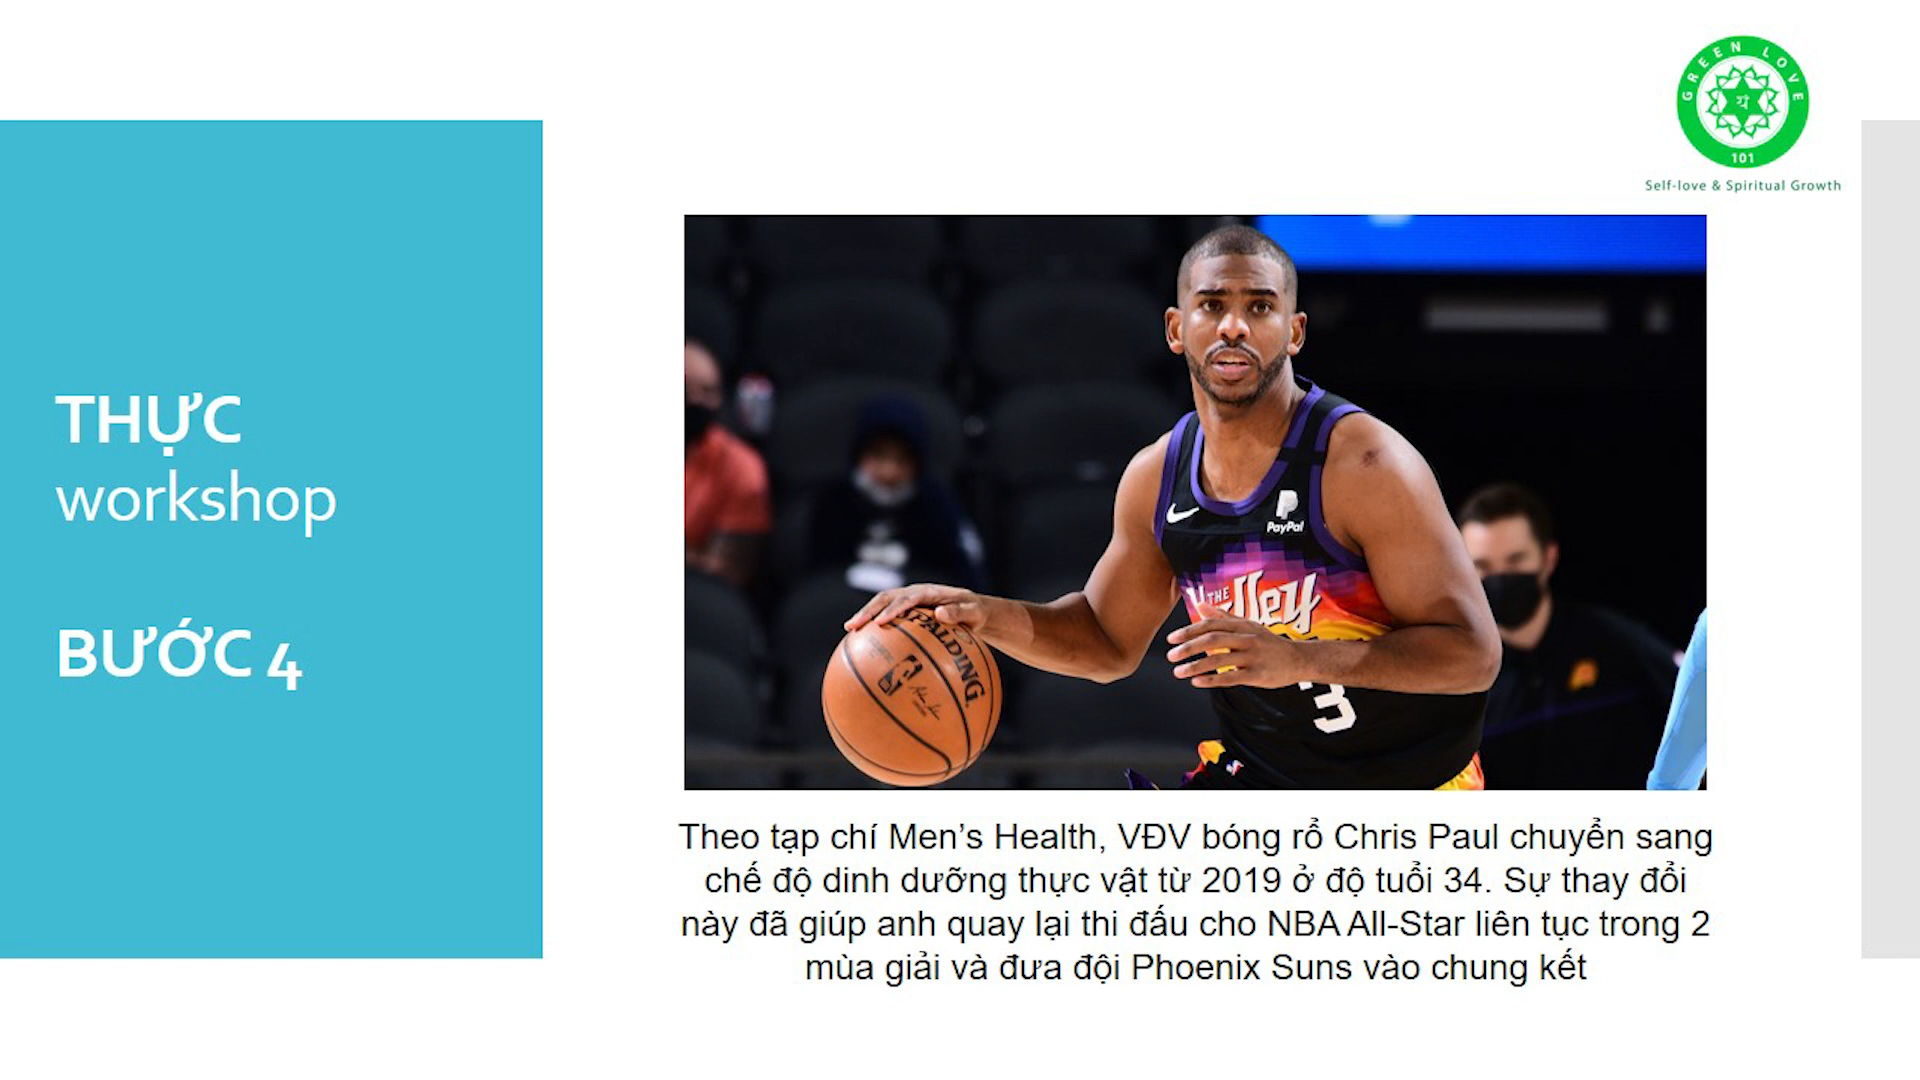 GREEN LOVE
101
Self-love & Spiritual Growth
THỰC
workshop
BƯỚC 4
PayPal
THE
Valley
SPALDING
3
Theo tạp chí Men’s Health, VĐV bóng rổ Chris Paul chuyển sang
chế độ dinh dưỡng thực vật từ 2019 ở độ tuổi 34. Sự thay đổi
này đã giúp anh quay lại thi đấu cho NBA All-Star liên tục trong 2
mùa giải và đưa đội Phoenix Suns vào chung kết